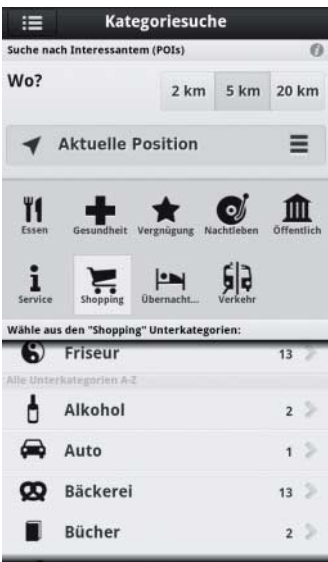 Kategoriesuche
Suche nach Interessantem (POIs)
Wo?
2 km 5 km 20 km
Aktuelle Position
Essen Gesundheit Vergnügung Nachtleben Öffentlich
Service Shopping Übernacht... Verkehr
Wähle aus den "Shopping" Unterkategorien:
Friseur 13
Alle Unterkategorien A-Z
Alkohol 2
Auto 1
Bäckerei 13
Bücher 2